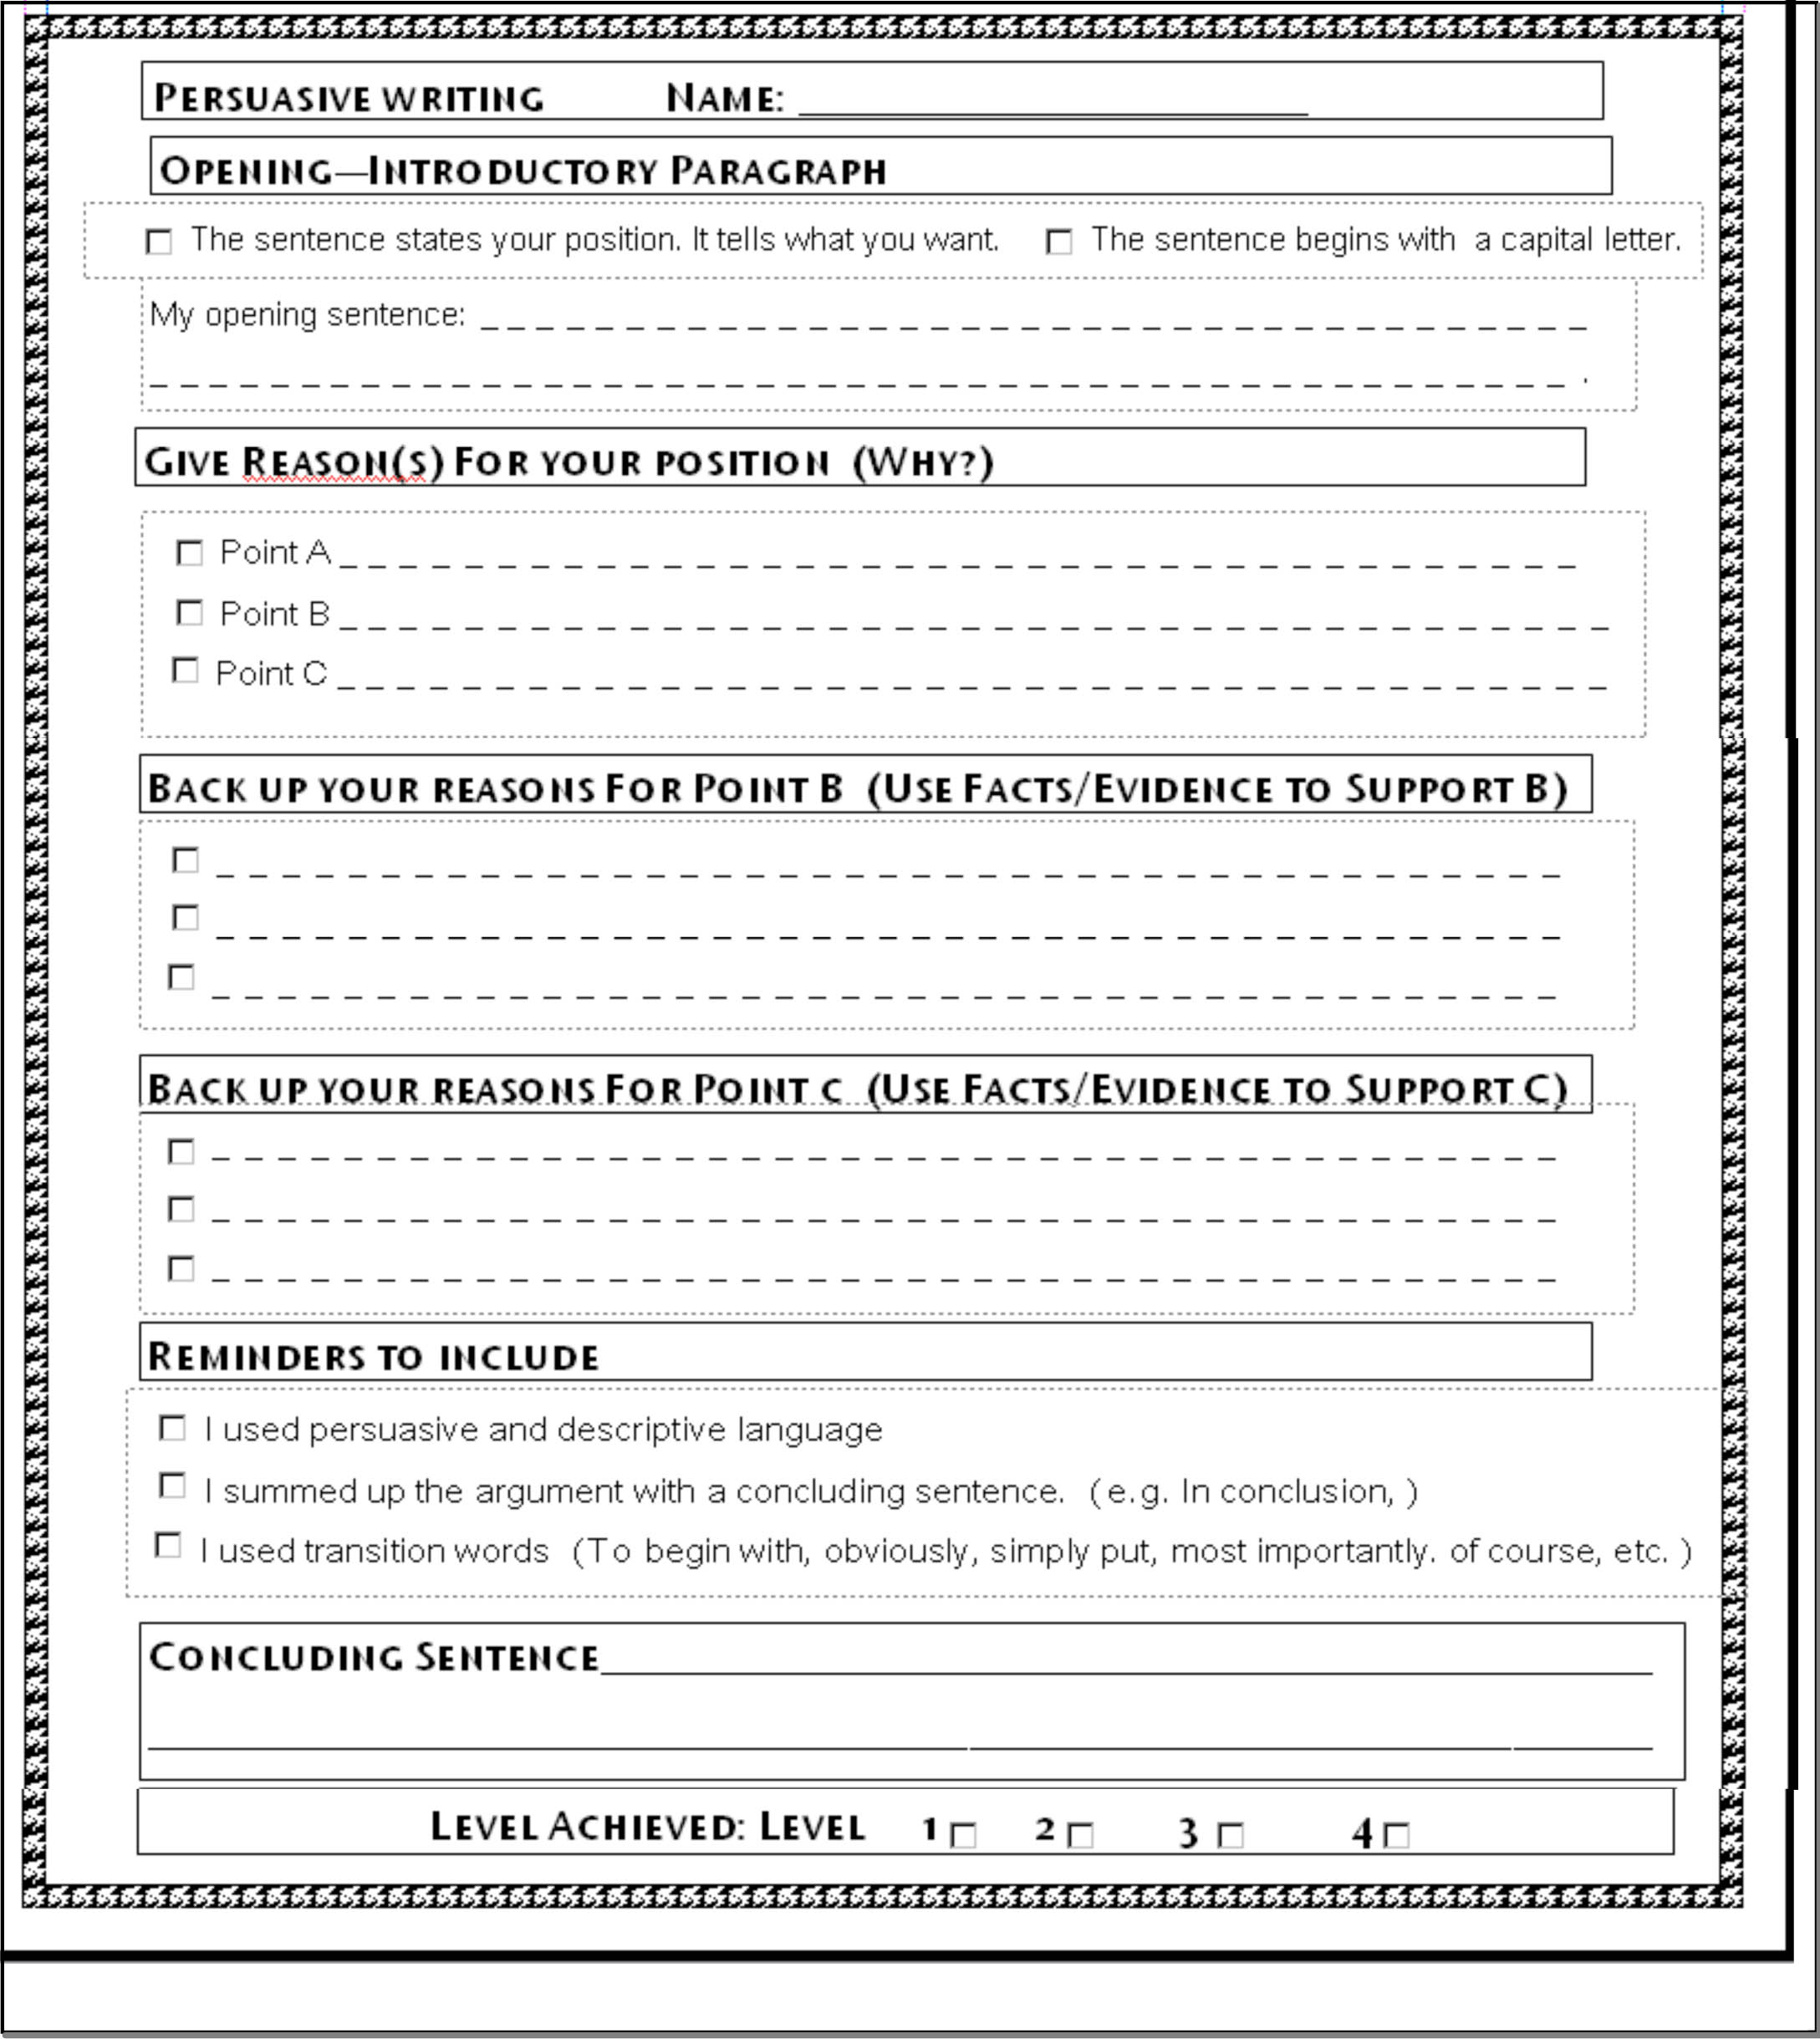 PERSUASIVE WRITING NAME: ____________________
OPENING—INTRODUCTORY PARAGRAPH
The sentence states your position. It tells what you want. The sentence begins with a capital letter.
My opening sentence: _ _ _ _ _ _ _ _ _ _ _ _ _ _ _ _ _ _ _ _
_ _ _ _ _ _ _ _ _ _ _ _ _ _ _ _ _ _ _ _ .
GIVE REASON(S) FOR YOUR POSITION (WHY?)
Point A _ _ _ _ _ _ _ _ _ _ _ _ _ _ _ _ _ _ _ _
Point B _ _ _ _ _ _ _ _ _ _ _ _ _ _ _ _ _ _ _ _
Point C _ _ _ _ _ _ _ _ _ _ _ _ _ _ _ _ _ _ _ _
BACK UP YOUR REASONS FOR POINT B (USE FACTS/EVIDENCE TO SUPPORT B)
BACK UP YOUR REASONS FOR POINT C (USE FACTS/EVIDENCE TO SUPPORT C)
REMINDERS TO INCLUDE
I used persuasive and descriptive language
I summed up the argument with a concluding sentence. (e.g. In conclusion, )
I used transition words (To begin with, obviously, simply put, most importantly. of course, etc. )
CONCLUDING SENTENCE____________________
LEVEL ACHIEVED: LEVEL 1 2 3 4